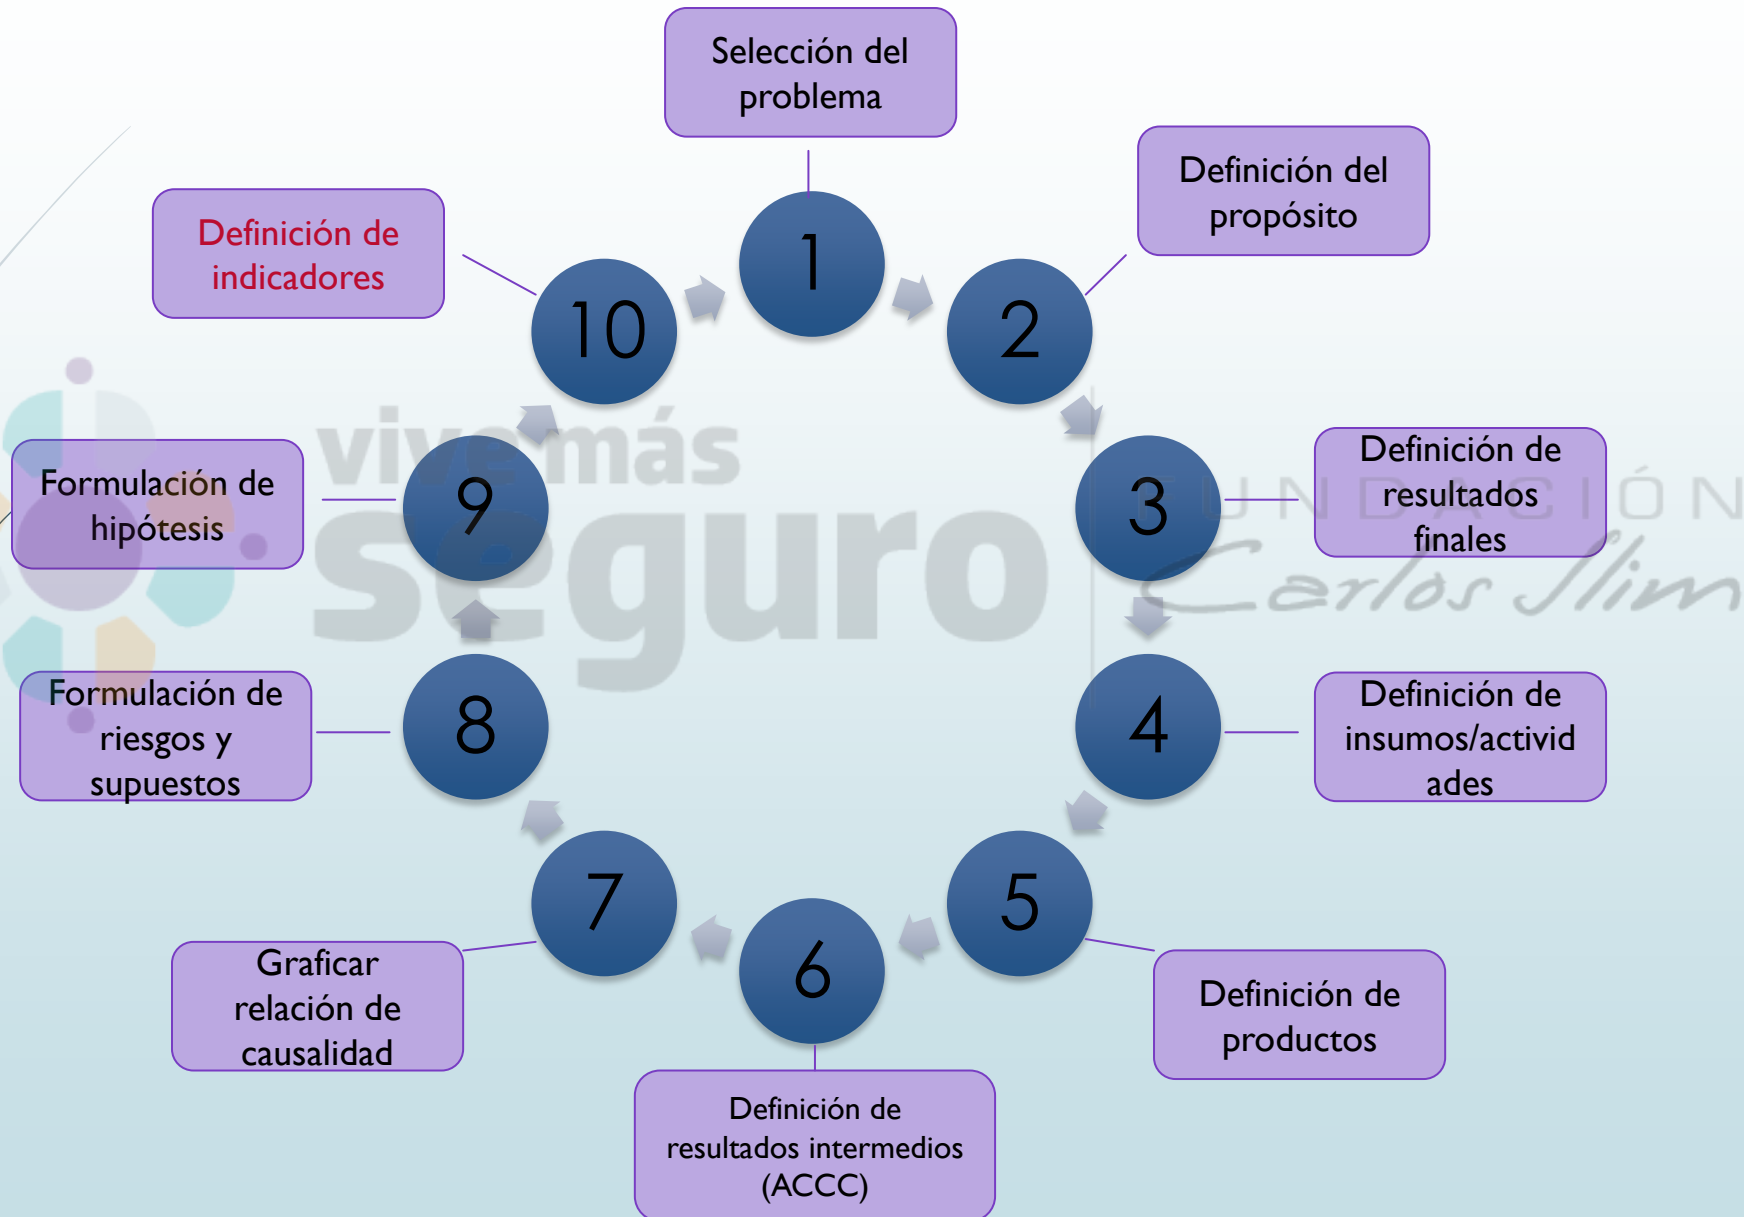 Selección del
problema
1
Definición del
propósito
2
Definición de
resultados
finales
3
Definición de
insumos/activid
ades
4
Definición de
productos
5
Definición de
resultados intermedios
(ACCC)
6
Graficar
relación de
causalidad
7
Formulación de
riesgos y
supuestos
8
Formulación de
hipótesis
9
Definición de
indicadores
10
vive más
seguro
FUNDACIÓN
Carlos Slim